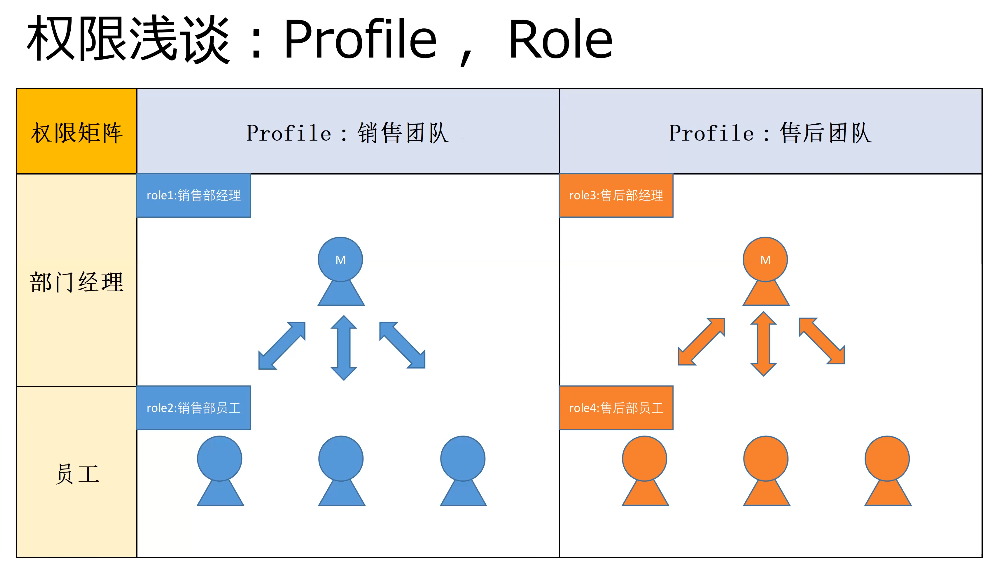 权限浅谈：Profile ，Role
权限矩阵
Profile：销售团队
Profile：售后团队
部门经理
role1:销售部经理
M
role3:售后部经理
M
员工
role2:销售部员工
role4:售后部员工